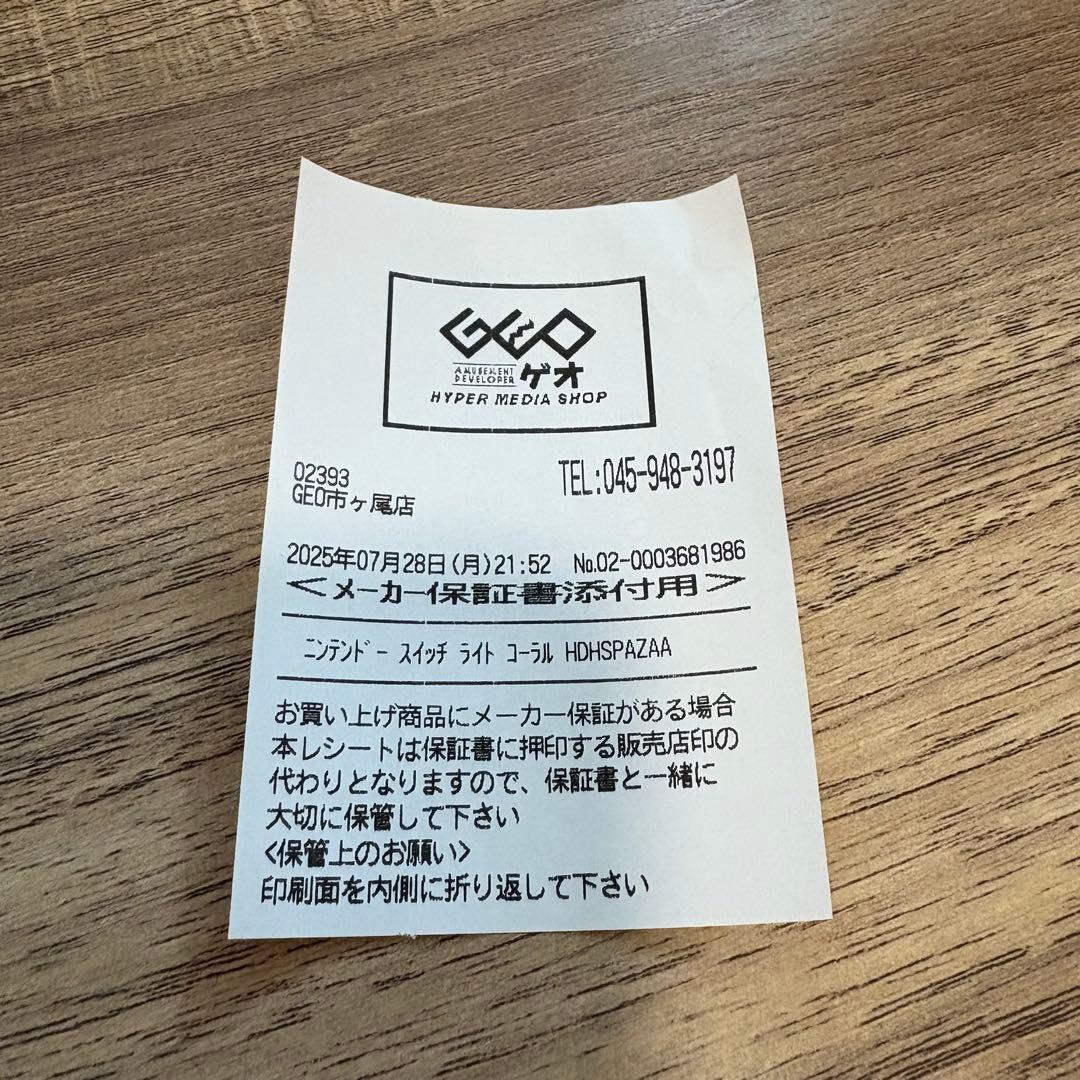 GEO
AMUSEMENT
DEVELOPER ゲオ
HYPER MEDIA SHOP
02393
TEL:045-948-3197
GEO市ヶ尾店
2025年07月28日(月)21:52 No.02-0003681986
<メーカー保証書添付用>
ニンテンドー スイッチ ライト コーラル HDHSPAZAA
お買い上げ商品にメーカー保証がある場合
本レシートは保証書に押印する販売店印の
代わりとなりますので、保証書と一緒に
大切に保管して下さい
<保管上のお願い>
印刷面を内側に折り返して下さい